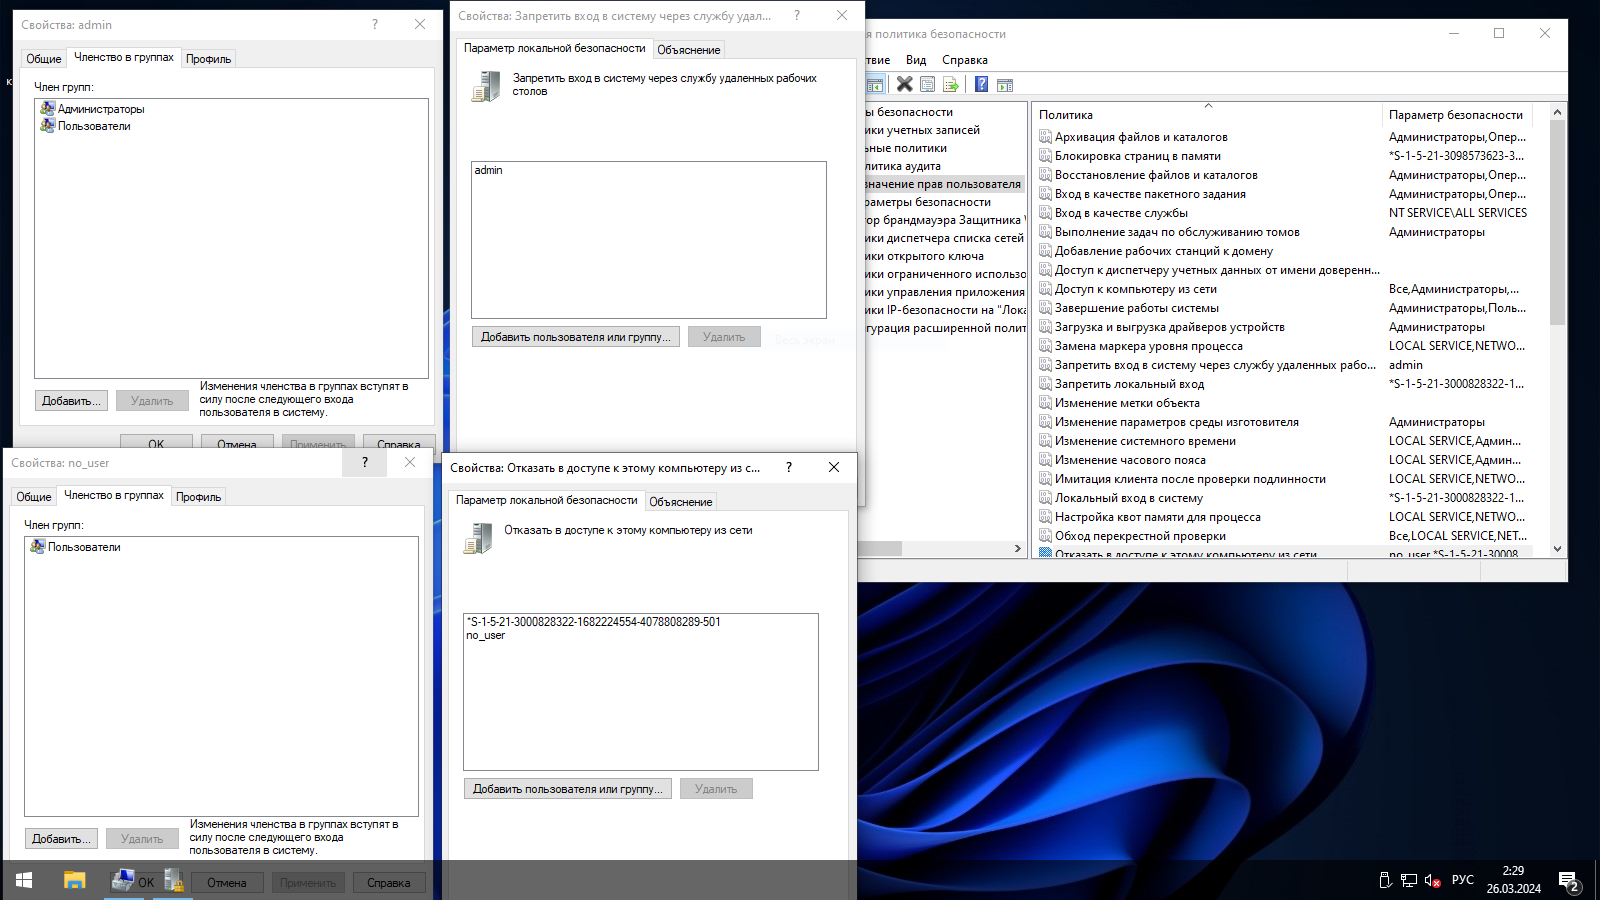 Свойства: admin
Общие
Членство в группах
Профиль
Член групп:
Администраторы
Пользователи
Добавить...
Удалить
Изменения членства в группах вступят в
силу после следующего входа
пользователя в систему.
ОК
Отмена
Применить
Справка
Свойства: Запретить вход в систему через службу удал...
Параметр локальной безопасности
Объяснение
Запретить вход в систему через службу удаленных рабочих
столов
admin
Добавить пользователя или группу...
Удалить
я политика безопасности
твие
Вид
Справка
ы безопасности
ики учетных записей
ьные политики
литика аудита
значение прав пользователя
раметры безопасности
ор брандмауэра Защитника
ики диспетчера списка сетей
ики открытого ключа
ики ограниченного использо
ики управления приложения
ики IP-безопасности на "Лока
гурация расширенной полит
Политика
Параметр безопасности
Архивация файлов и каталогов
Администраторы,Опер...
Блокировка страниц в памяти
*S-1-5-21-3098573623-3...
Восстановление файлов и каталогов
Администраторы,Опер...
Вход в качестве пакетного задания
Администраторы,Опер...
Вход в качестве службы
NT SERVICE\ALL SERVICES
Выполнение задач по обслуживанию томов
Администраторы
Добавление рабочих станций к домену
Доступ к диспетчеру учетных данных от имени доверенн...
Доступ к компьютеру из сети
Все,Администраторы,...
Завершение работы системы
Администраторы,Поль...
Загрузка и выгрузка драйверов устройств
Администраторы
Замена маркера уровня процесса
LOCAL SERVICE,NETWO...
Запретить вход в систему через службу удаленных рабо...
admin
Запретить локальный вход
*S-1-5-21-3000828322-1...
Изменение метки объекта
Изменение параметров среды изготовителя
Администраторы
Изменение системного времени
LOCAL SERVICE,Админ...
Изменение часового пояса
LOCAL SERVICE,Админ...
Имитация клиента после проверки подлинности
LOCAL SERVICE,NETWO...
Локальный вход в систему
*S-1-5-21-3000828322-1...
Настройка квот памяти для процесса
LOCAL SERVICE,NETWO...
Обход перекрестной проверки
Все,LOCAL SERVICE,NET...
Отказать в доступе к этому компьютеру из сети
no_user,*S-1-5-21-30008...
Свойства: no_user
Общие
Членство в группах
Профиль
Член групп:
Пользователи
Добавить...
Удалить
Изменения членства в группах вступят в
силу после следующего входа
пользователя в систему.
ОК
Отмена
Применить
Справка
Свойства: Отказать в доступе к этому компьютеру из с...
Параметр локальной безопасности
Объяснение
Отказать в доступе к этому компьютеру из сети
*S-1-5-21-3000828322-1682224554-4078808289-501
no_user
Добавить пользователя или группу...
Удалить
РУС
2:29
26.03.2024
2